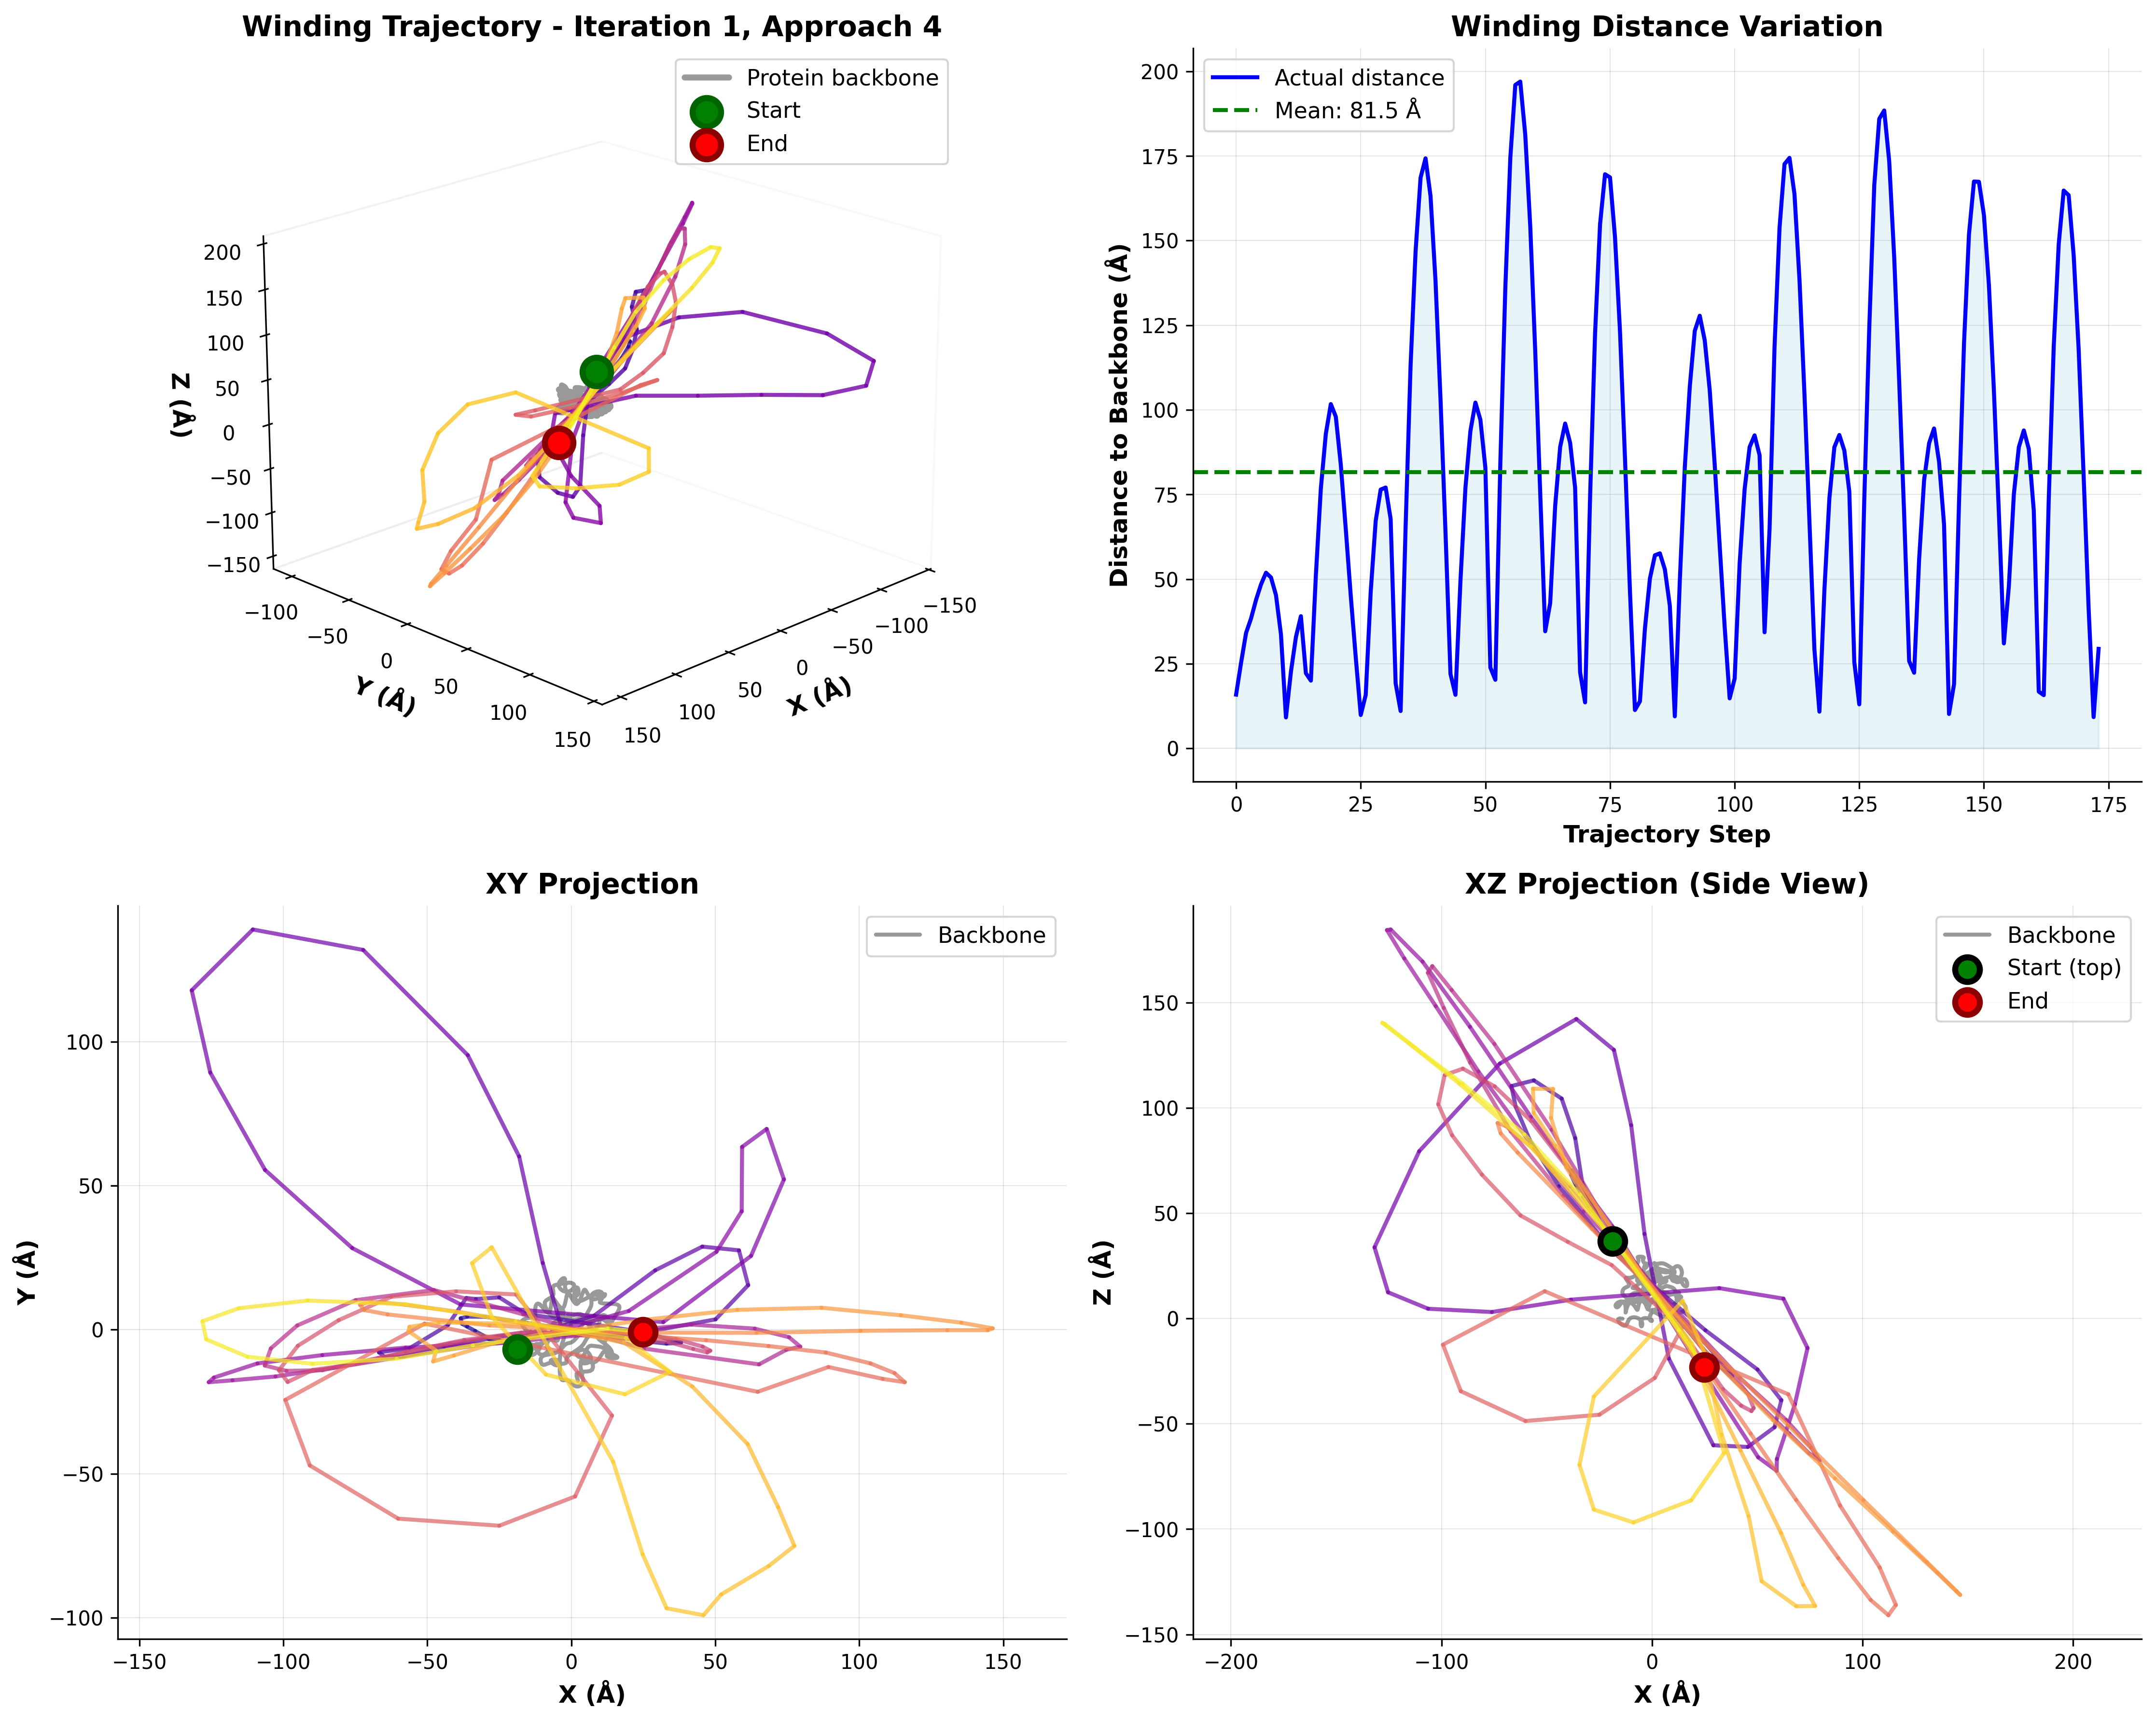 Winding Trajectory - Iteration 1, Approach 4
Protein backbone
Start
End
200
150
100
50
0
−50
−100
−150
Z (Å)
−100
−50
0
50
100
150
Y (Å)
150
100
50
0
−50
−100
−150
X (Å)
Winding Distance Variation
Actual distance
Mean: 81.5 Å
200
175
150
125
100
75
50
25
0
Distance to Backbone (Å)
0
25
50
75
100
125
150
175
Trajectory Step
XY Projection
Backbone
100
50
0
−50
−100
Y (Å)
−150
−100
−50
0
50
100
150
X (Å)
XZ Projection (Side View)
Backbone
Start (top)
End
150
100
50
0
−50
−100
−150
Z (Å)
−200
−100
0
100
200
X (Å)